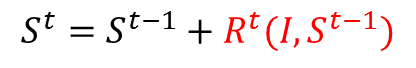 S^t = S^{t-1} + R^t(I, S^{t-1})